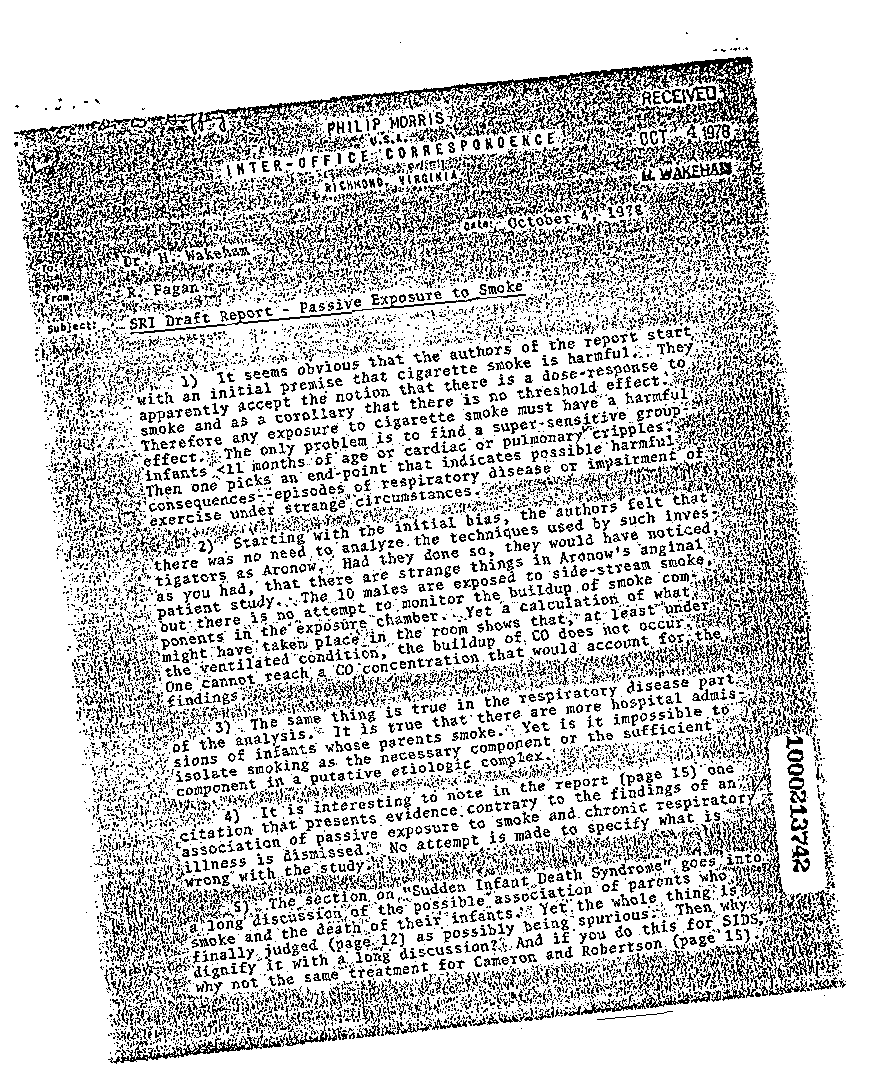 PHILIP MORRIS
U.S.A.
INTER-OFFICE CORRESPONDENCE
RICHMOND, VIRGINIA
RECEIVED
OCT 4 1978
H. WAKEHAM
Date: October 4, 1978
To: Dr. H. Wakeham
From: R. Fagan
Subject: SRI Draft Report - Passive Exposure to Smoke
1) It seems obvious that the authors of the report start
with an initial premise that cigarette smoke is harmful. They
apparently accept the notion that there is a dose-response to
smoke and as a corollary that there is no threshold effect.
Therefore any exposure to cigarette smoke must have a harmful
effect. The only problem is to find a super-sensitive group--
infants <11 months of age or cardiac or pulmonary cripples.
Then one picks an end-point that indicates possible harmful
consequences--episodes of respiratory disease or impairment of
exercise under strange circumstances.
2) Starting with the initial bias, the authors felt that
there was no need to analyze the techniques used by such inves-
tigators as Aronow. Had they done so, they would have noticed,
as you had, that there are strange things in Aronow's anginal
patient study. The 10 males are exposed to side-stream smoke,
but there is no attempt to monitor the buildup of smoke com-
ponents in the exposure chamber. Yet a calculation of what
might have taken place in the room shows that, at least under
the ventilated condition, the buildup of CO does not occur.
One cannot reach a CO concentration that would account for the
findings.
3) The same thing is true in the respiratory disease part
of the analysis. It is true that there are more hospital admis-
sions of infants whose parents smoke. Yet is it impossible to
isolate smoking as the necessary component or the sufficient
component in a putative etiologic complex.
4) It is interesting to note in the report (page 15) one
citation that presents evidence contrary to the findings of an
association of passive exposure to smoke and chronic respiratory
illness is dismissed. No attempt is made to specify what is
wrong with the study.
5) The section on "Sudden Infant Death Syndrome" goes into
a long discussion of the possible association of parents who
smoke and the death of their infants. Yet the whole thing is
finally judged (page 12) as possibly being spurious. Then why
dignify it with a long discussion? And if you do this for SIDS
why not the same treatment for Cameron and Robertson (page 15).
1000213742